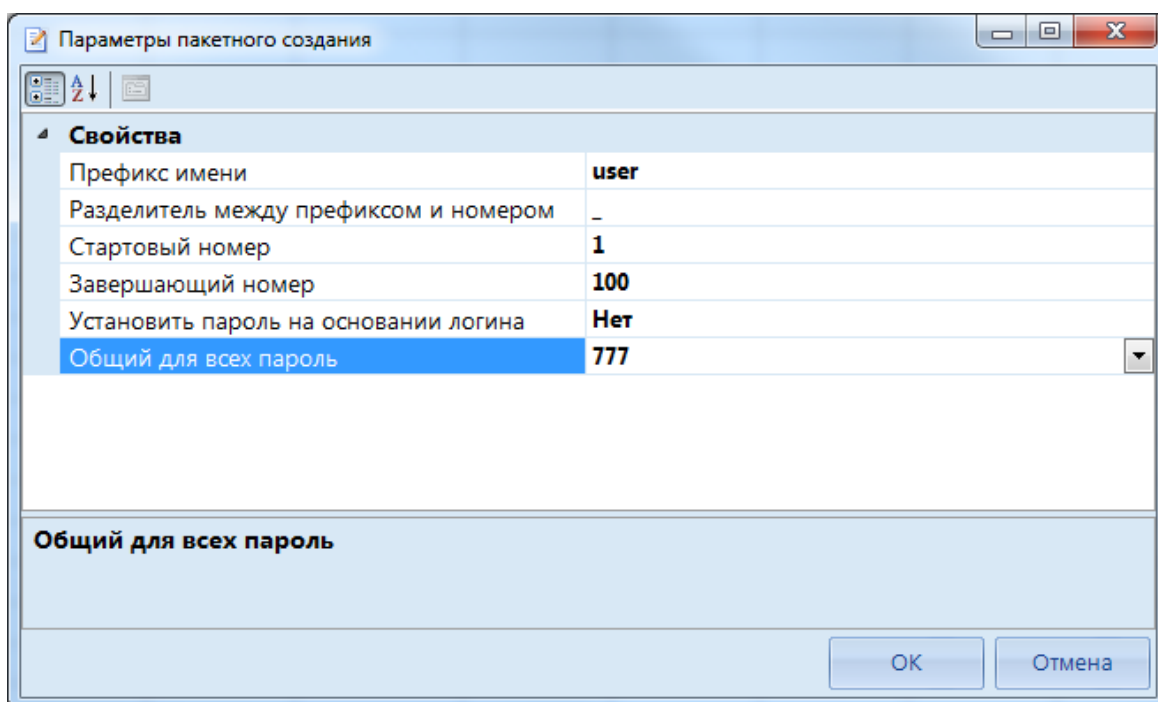 Параметры пакетного создания
Свойства
Префикс имени user
Разделитель между префиксом и номером _
Стартовый номер 1
Завершающий номер 100
Установить пароль на основании логина Нет
Общий для всех пароль 777
Общий для всех пароль
ОК Отмена